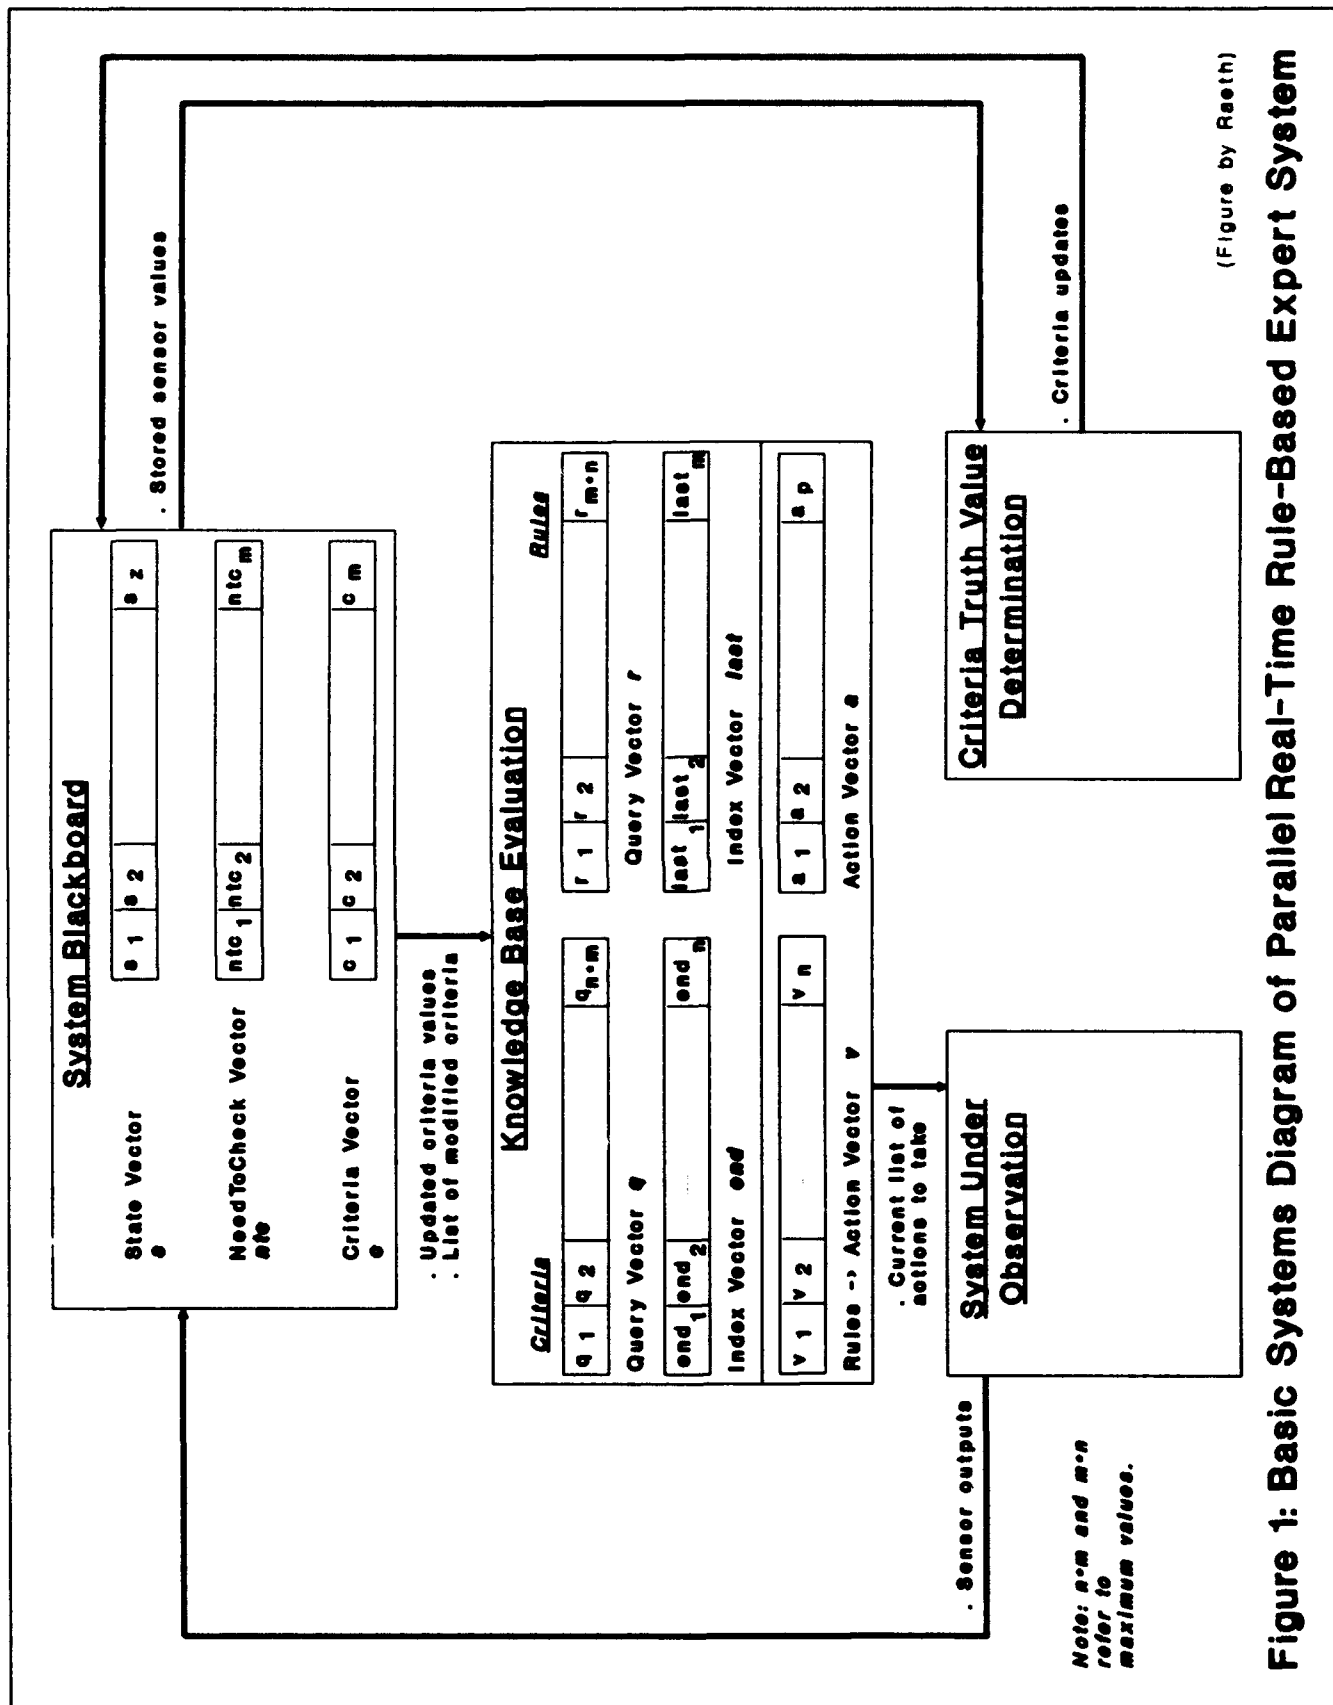 System Blackboard
State Vector
s
s 1 s 2 s z
NeedToCheck Vector
ntc
ntc 1 ntc 2 ntc m
Criteria Vector
c
c 1 c 2 c m
. Stored sensor values
. Updated criteria values
. List of modified criteria
Knowledge Base Evaluation
Criteria Rules
q 1 q 2 q n*m r 1 r 2 r m*n
Query Vector q Query Vector r
end 1 end 2 end n last 1 last 2 last m
Index Vector end Index Vector last
v 1 v 2 v n a 1 a 2 a p
Rules -> Action Vector v Action Vector a
. Current list of
actions to take
. Sensor outputs
System Under
Observation
Criteria Truth Value
Determination
. Criteria updates
Note: n*m and m*n
refer to
maximum values.
(Figure by Raeth)
Figure 1: Basic Systems Diagram of Parallel Real-Time Rule-Based Expert System